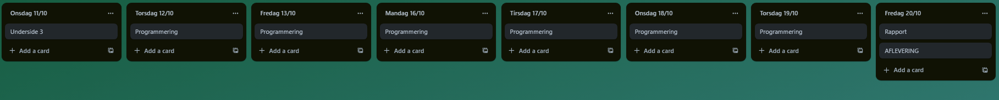 Onsdag 11/10
Underside 3
Add a card
Torsdag 12/10
Programmering
Add a card
Fredag 13/10
Programmering
Add a card
Mandag 16/10
Programmering
Add a card
Tirsdag 17/10
Programmering
Add a card
Onsdag 18/10
Programmering
Add a card
Torsdag 19/10
Programmering
Add a card
Fredag 20/10
Rapport
AFLEVERING
Add a card